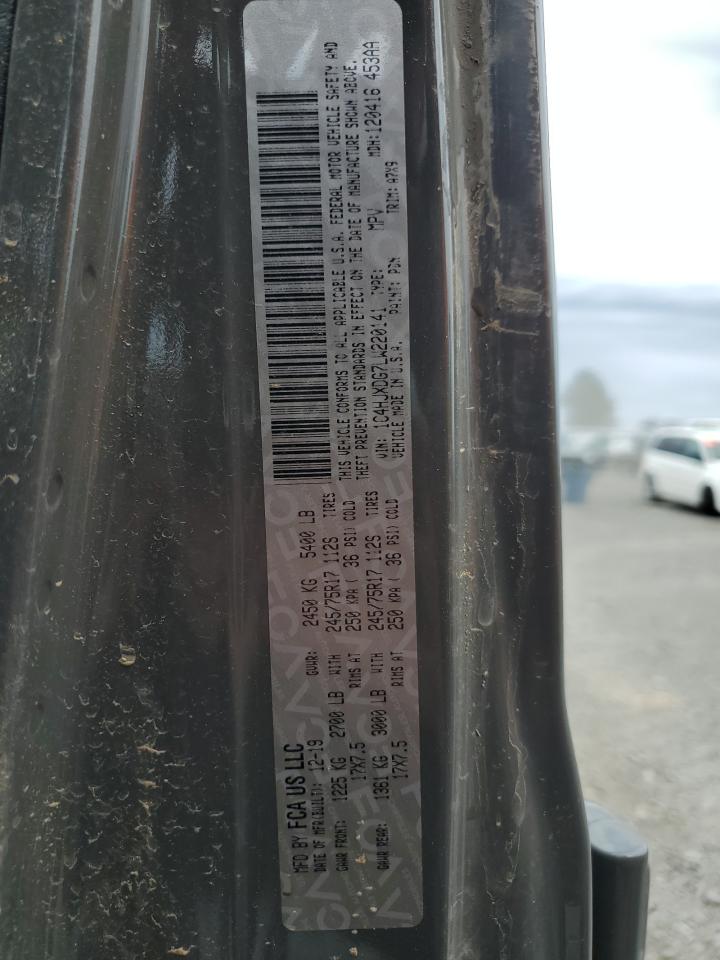 MFD BY FCA US LLC
DATE OF MFR(BUILT): 12-19 GVWR: 2450 KG 5400 LB
GAWR FRONT: 1225 KG 2700 LB WITH 245/75R17 112S TIRES
17X7.5 RIMS AT 250 KPA ( 36 PSI) COLD
GAWR REAR: 1361 KG 3000 LB WITH 245/75R17 112S TIRES
17X7.5 RIMS AT 250 KPA ( 36 PSI) COLD
THIS VEHICLE CONFORMS TO ALL APPLICABLE U.S.A. FEDERAL MOTOR VEHICLE SAFETY AND
THEFT PREVENTION STANDARDS IN EFFECT ON THE DATE OF MANUFACTURE SHOWN ABOVE.
VIN: 1C4HJXDG7LW220141 TYPE: MPV MDH:120416 453AA
VEHICLE MADE IN U.S.A. PAINT: PDN TRIM:A7X9